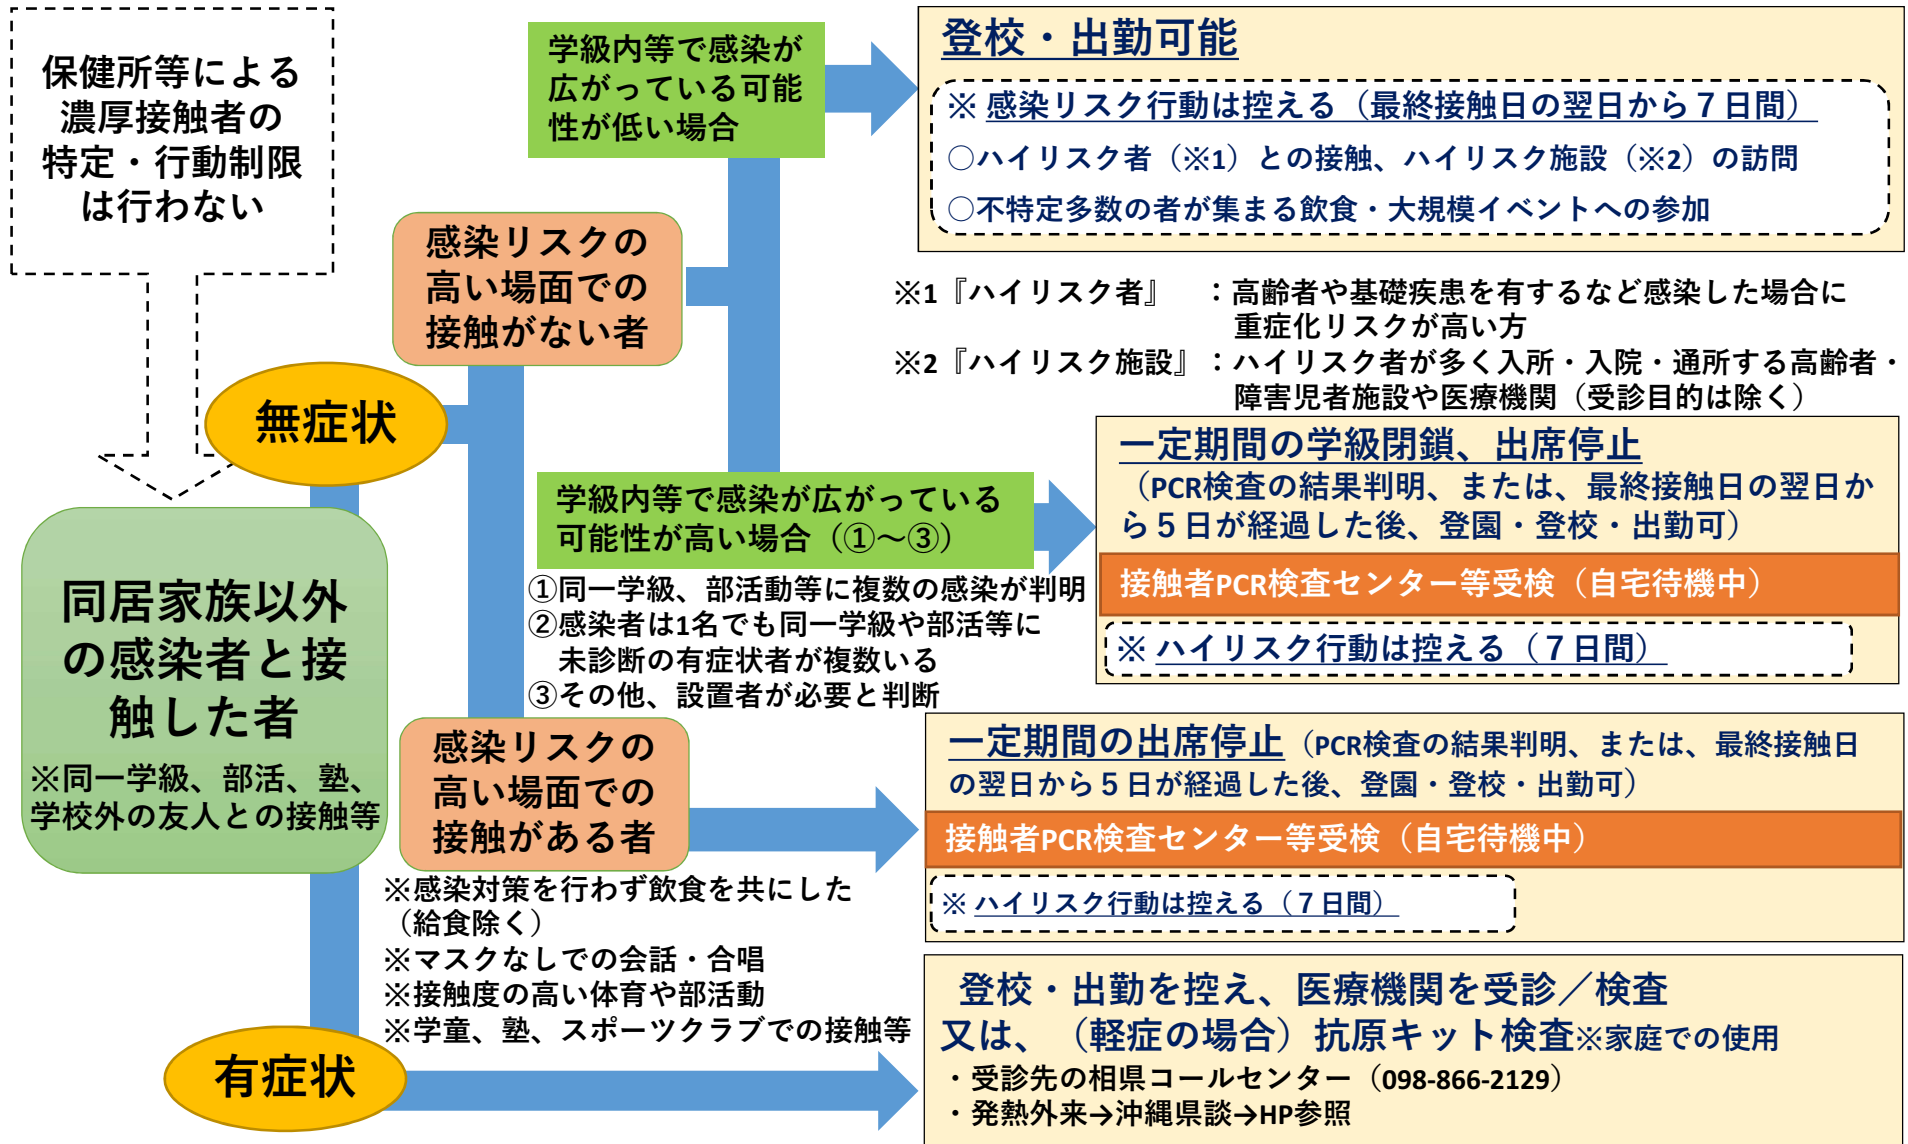 保健所等による
濃厚接触者の
特定・行動制限
は行わない
学級内等で感染が
広がっている可能
性が低い場合
登校・出勤可能
※ 感染リスク行動は控える（最終接触日の翌日から７日間）
○ハイリスク者（※1）との接触、ハイリスク施設（※2）の訪問
○不特定多数の者が集まる飲食・大規模イベントへの参加
感染リスクの
高い場面での
接触がない者
※1『ハイリスク者』　：高齢者や基礎疾患を有するなど感染した場合に
重症化リスクが高い方
※2『ハイリスク施設』：ハイリスク者が多く入所・入院・通所する高齢者・
障害児者施設や医療機関（受診目的は除く）
無症状
学級内等で感染が広がっている
可能性が高い場合（①～③）
①同一学級、部活動等に複数の感染が判明
②感染者は1名でも同一学級や部活等に
未診断の有症状者が複数いる
③その他、設置者が必要と判断
一定期間の学級閉鎖、出席停止
（PCR検査の結果判明、または、最終接触日の翌日か
ら５日が経過した後、登園・登校・出勤可）
接触者PCR検査センター等受検（自宅待機中）
※ ハイリスク行動は控える（７日間）
同居家族以外
の感染者と接
触した者
※同一学級、部活、塾、
学校外の友人との接触等
感染リスクの
高い場面での
接触がある者
※感染対策を行わず飲食を共にした
（給食除く）
※マスクなしでの会話・合唱
※接触度の高い体育や部活動
※学童、塾、スポーツクラブでの接触等
一定期間の出席停止（PCR検査の結果判明、または、最終接触日
の翌日から５日が経過した後、登園・登校・出勤可）
接触者PCR検査センター等受検（自宅待機中）
※ ハイリスク行動は控える（７日間）
有症状
登校・出勤を控え、医療機関を受診／検査
又は、（軽症の場合）抗原キット検査※家庭での使用
・受診先の相県コールセンター（098-866-2129）
・発熱外来→沖縄県談→HP参照